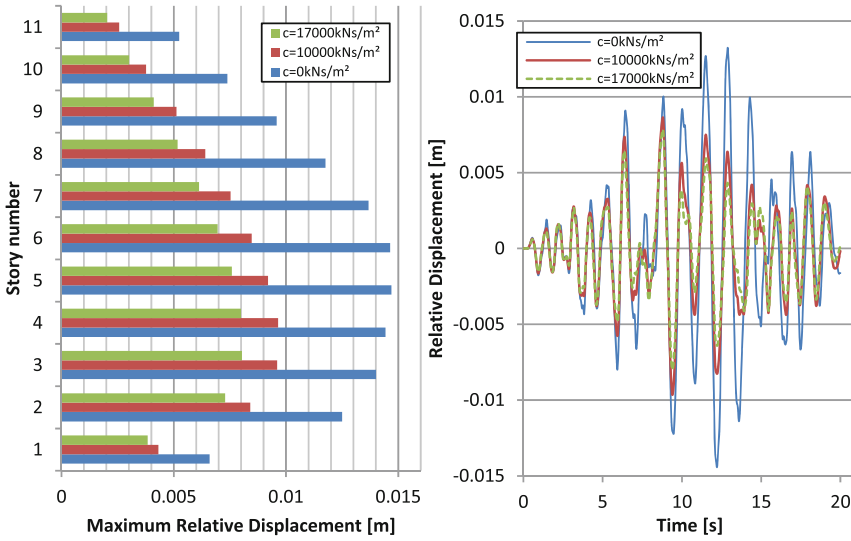 c=17000kNs/m²
c=10000kNs/m²
c=0kNs/m²
Story number
11
10
9
8
7
6
5
4
3
2
1
0
0.005
0.01
0.015
Maximum Relative Displacement [m]
c=0kNs/m²
c=10000kNs/m²
c=17000kNs/m²
Relative Displacement [m]
0.015
0.010
0.005
0
-0.005
-0.01
-0.015
0
5
10
15
20
Time [s]